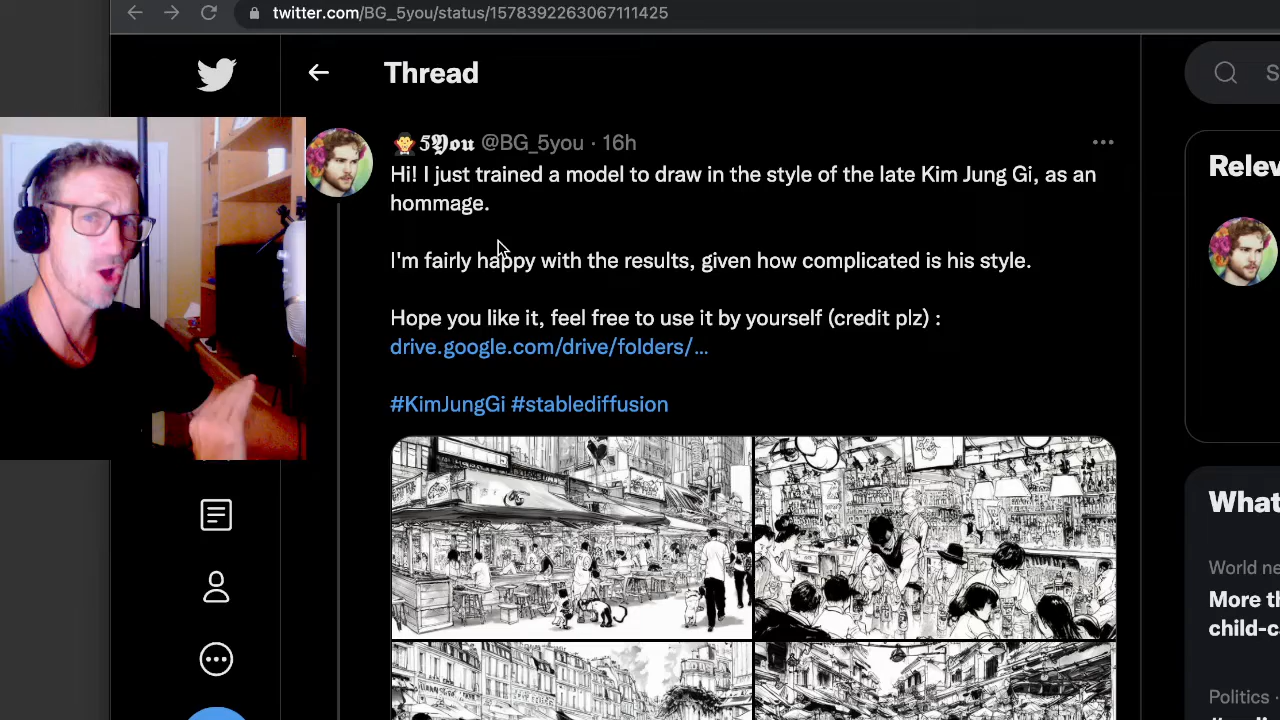 twitter.com/BG_5you/status/1578392263067111425
Thread
S
5𝖄𝖔𝖚 @BG_5you · 16h
Hi! I just trained a model to draw in the style of the late Kim Jung Gi, as an
hommage.
I'm fairly happy with the results, given how complicated is his style.
Hope you like it, feel free to use it by yourself (credit plz) :
drive.google.com/drive/folders/...
#KimJungGi #stablediffusion
Relev
What
World ne
More th
child-c
Politics ·